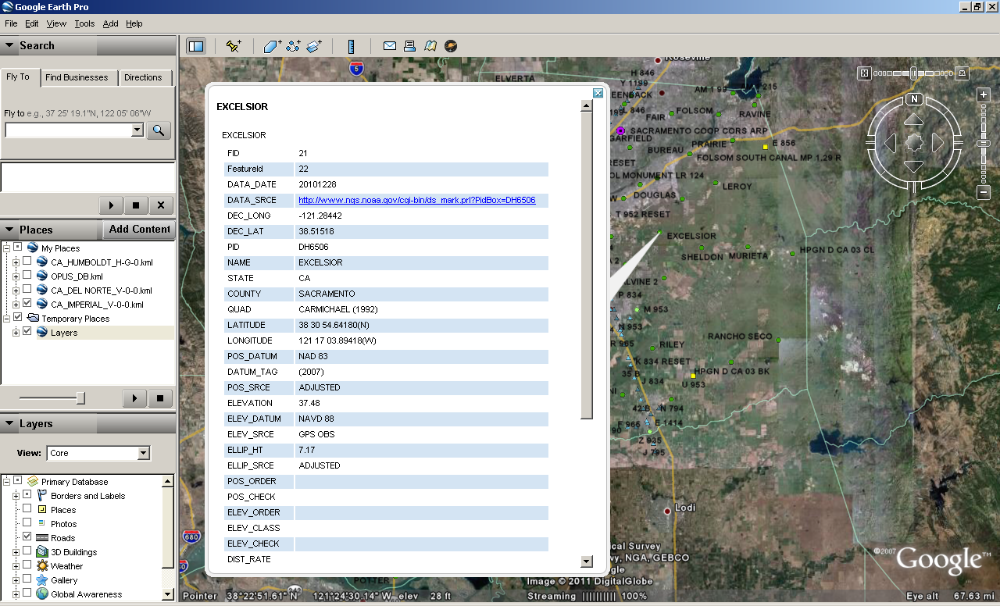 Google Earth Pro
File Edit View Tools Add Help
Search
Fly To Find Businesses Directions
Fly to e.g., 37 25' 19.1"N, 122 05' 06"W
Places Add Content
My Places
CA_HUMBOLDT_H-G-0.kml
OPUS_DB.kml
CA_DEL_NORTE_V-0-0.kml
CA_IMPERIAL_V-0-0.kml
Temporary Places
Layers
Layers
View: Core
Primary Database
Borders and Labels
Places
Photos
Roads
3D Buildings
Weather
Gallery
Global Awareness
EXCELSIOR
EXCELSIOR
FID 21
FeatureId 22
DATA_DATE 20101228
DATA_SRCE http://www.ngs.noaa.gov/cgi-bin/ds_mark.prl?PidBox=DH6506
DEC_LONG -121.28442
DEC_LAT 38.51518
PID DH6506
NAME EXCELSIOR
STATE CA
COUNTY SACRAMENTO
QUAD CARMICHAEL (1992)
LATITUDE 38 30 54.64180(N)
LONGITUDE 121 17 03.89418(W)
POS_DATUM NAD 83
DATUM_TAG (2007)
POS_SRCE ADJUSTED
ELEVATION 37.48
ELEV_DATUM NAVD 88
ELEV_SRCE GPS OBS
ELLIP_HT 7.17
ELLIP_SRCE ADJUSTED
POS_ORDER
POS_CHECK
ELEV_ORDER
ELEV_CLASS
ELEV_CHECK
DIST_RATE
5
ELVERTA
Roseville
H 846
Y 1199
EENBACK
AM 1 99
215
L 846
FAIR
FOLSOM
RAVINE
SACRAMENTO COOP CORS ARP
GARFIELD
PRAIRIE
E 856
BUREAU
FOLSOM SOUTH CANAL MP 1.29 R
RESET
OL MONUMENT LR 124
LEROY
DOUGLAS
T 952 RESET
EXCELSIOR
SHELDON
MURIETA
HPGN D CA 03 CL
ALVINE 2
P 834
M 953
N 953
RANCHO SECO
R 965
RILEY
K 834 RESET
HPGN D CA 03 BK
35 B
J 834
U 953
42 B
N 794
F 965
E 1414
Z 935
J 795
Lodi
680
POTTER
N
cal Survey
vy, NGA, GEBCO
gle
Image © 2011 DigitalGlobe
©2007 Google™
Pointer 38°22'51.61" N 121°24'30.14" W elev 28 ft Streaming |||||||||| 100% Eye alt 67.63 mi